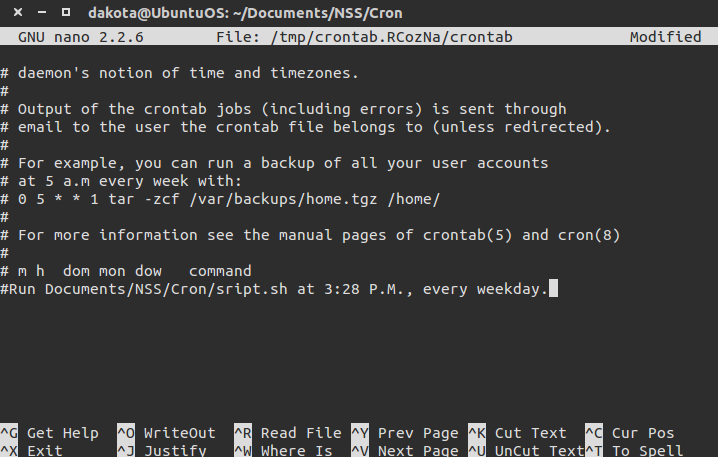 dakota@UbuntuOS: ~/Documents/NSS/Cron
GNU nano 2.2.6 File: /tmp/crontab.RCozNa/crontab Modified
# daemon's notion of time and timezones.
#
# Output of the crontab jobs (including errors) is sent through
# email to the user the crontab file belongs to (unless redirected).
#
# For example, you can run a backup of all your user accounts
# at 5 a.m every week with:
# 0 5 * * 1 tar -zcf /var/backups/home.tgz /home/
#
# For more information see the manual pages of crontab(5) and cron(8)
#
# m h  dom mon dow   command
#Run Documents/NSS/Cron/sript.sh at 3:28 P.M., every weekday.
^G Get Help ^O WriteOut ^R Read File ^Y Prev Page ^K Cut Text ^C Cur Pos
^X Exit ^J Justify ^W Where Is ^V Next Page ^U UnCut Text ^T To Spell